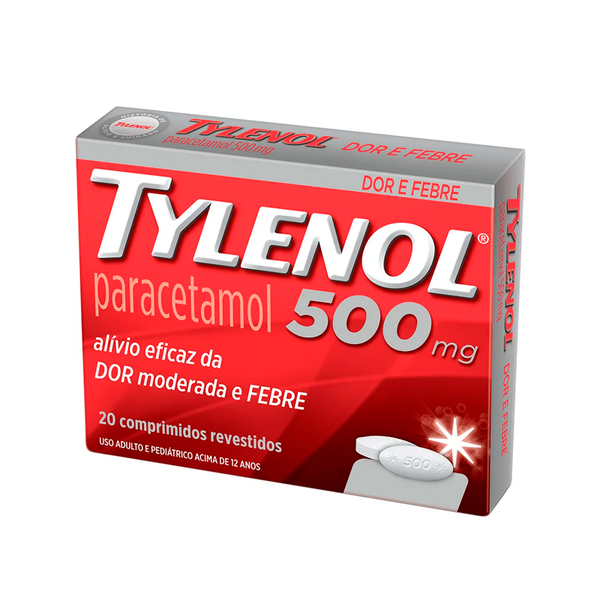 TYLENOL
TYLENOL®
paracetamol 500mg
DOR E FEBRE
DOR E FEBRE
TYLENOL®
paracetamol 500 mg
alívio eficaz da
DOR moderada e FEBRE
20 comprimidos revestidos
USO ADULTO E PEDIÁTRICO ACIMA DE 12 ANOS
500
TYLENOL
DOR E FEBRE